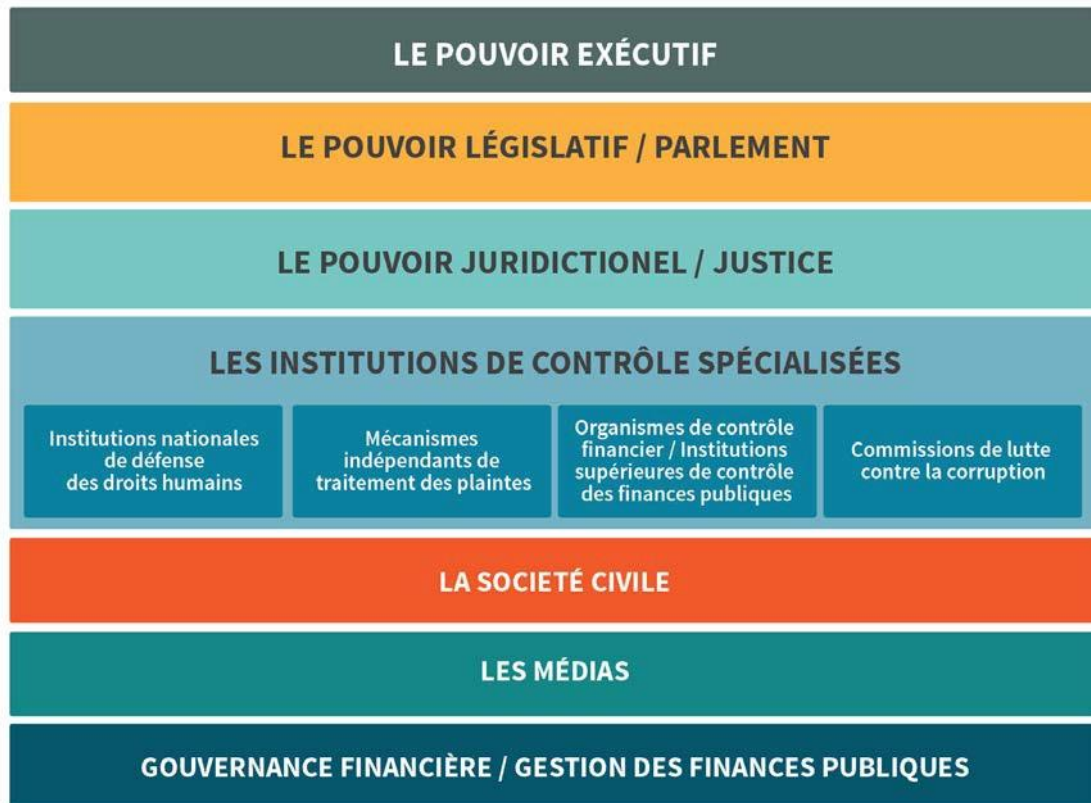 LE POUVOIR EXÉCUTIF
LE POUVOIR LÉGISLATIF / PARLEMENT
LE POUVOIR JURIDICTIONEL / JUSTICE
LES INSTITUTIONS DE CONTRÔLE SPÉCIALISÉES
Institutions nationales
de défense
des droits humains
Mécanismes
indépendants de
traitement des plaintes
Organismes de contrôle
financier / Institutions
supérieures de contrôle
des finances publiques
Commissions de lutte
contre la corruption
LA SOCIETÉ CIVILE
LES MÉDIAS
GOUVERNANCE FINANCIÈRE / GESTION DES FINANCES PUBLIQUES